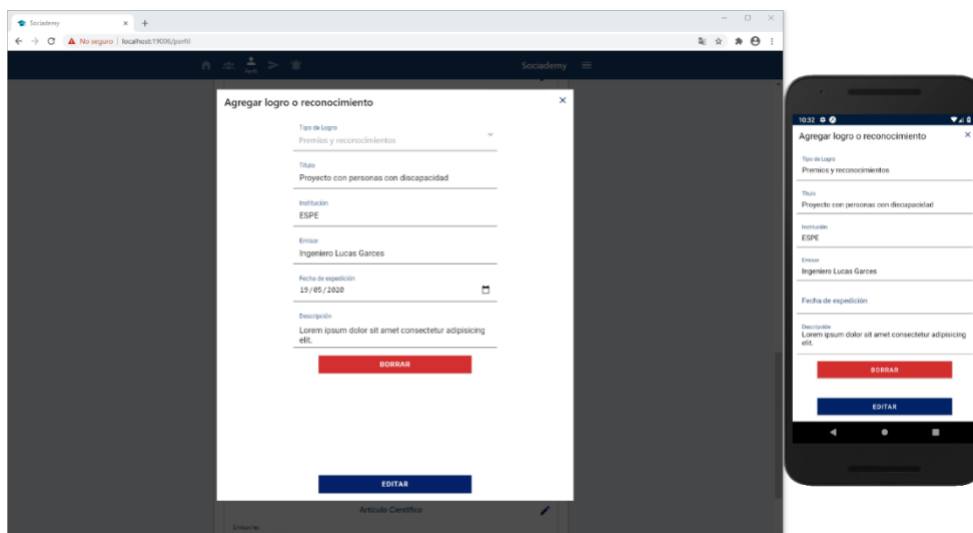 Sociademy
No seguro | localhost:19006/perfil
Perfil
Sociademy
Agregar logro o reconocimiento
Tipo de Logro
Premios y reconocimientos
Título
Proyecto con personas con discapacidad
Institución
ESPE
Emisor
Ingeniero Lucas Garces
Fecha de expedición
19/05/2020
Descripción
Lorem ipsum dolor sit amet consectetur adipisicing
elit.
BORRAR
EDITAR
Artículo Científico
10:32
Agregar logro o reconocimiento
Tipo de Logro
Premios y reconocimientos
Título
Proyecto con personas con discapacidad
Institución
ESPE
Emisor
Ingeniero Lucas Garces
Fecha de expedición
Descripción
Lorem ipsum dolor sit amet consectetur adipisicing
elit.
BORRAR
EDITAR